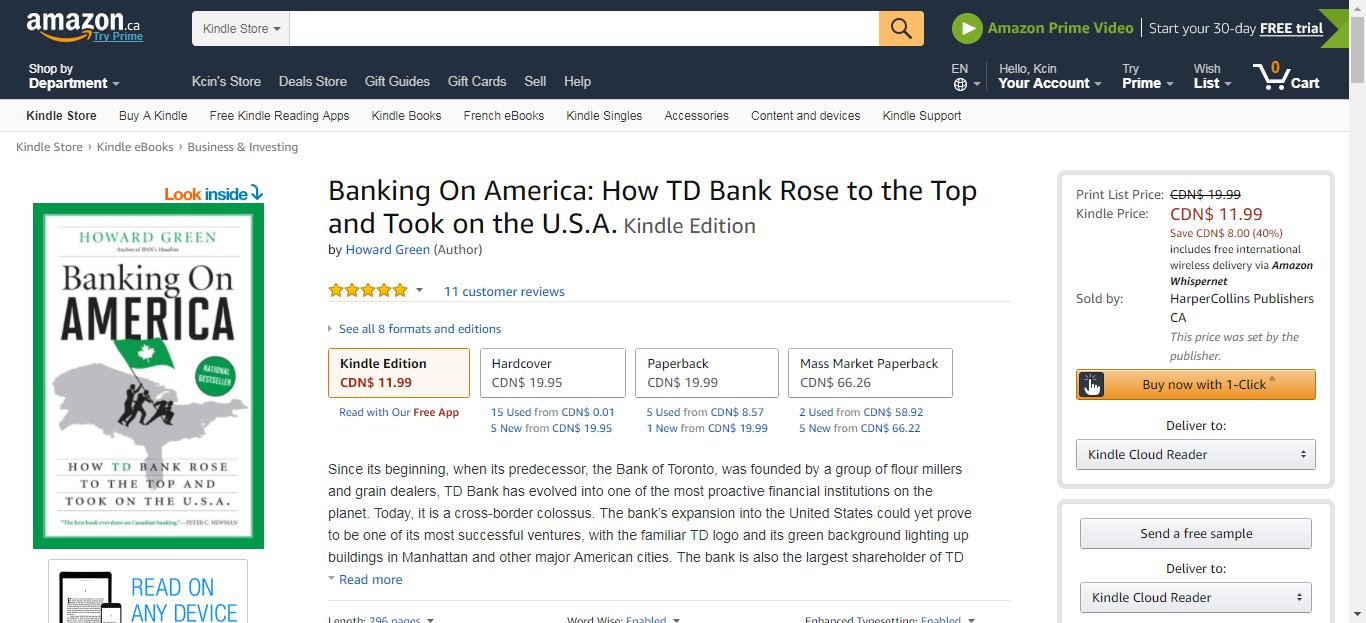 amazon.ca
Try Prime
Kindle Store
Amazon Prime Video
Start your 30-day FREE trial
Shop by
Department
Kcin's Store
Deals Store
Gift Guides
Gift Cards
Sell
Help
EN
Hello, Kcin
Your Account
Try
Prime
Wish
List
0
Cart
Kindle Store
Buy A Kindle
Free Kindle Reading Apps
Kindle Books
French eBooks
Kindle Singles
Accessories
Content and devices
Kindle Support
Kindle Store › Kindle eBooks › Business & Investing
Look inside
HOWARD GREEN
Author of BNN's Headline
Banking On
AMERICA
NATIONAL
BESTSELLER
HOW TD BANK ROSE
TO THE TOP AND
TOOK ON THE U.S.A.
"The best book ever done on Canadian banking."—PETER C. NEWMAN
READ ON
ANY DEVICE
Banking On America: How TD Bank Rose to the Top
and Took on the U.S.A. Kindle Edition
by Howard Green (Author)
11 customer reviews
See all 8 formats and editions
Kindle Edition
CDN$ 11.99
Read with Our Free App
Hardcover
CDN$ 19.95
15 Used from CDN$ 0.01
5 New from CDN$ 19.95
Paperback
CDN$ 19.99
5 Used from CDN$ 8.57
1 New from CDN$ 19.99
Mass Market Paperback
CDN$ 66.26
2 Used from CDN$ 58.92
5 New from CDN$ 66.22
Since its beginning, when its predecessor, the Bank of Toronto, was founded by a group of flour millers
and grain dealers, TD Bank has evolved into one of the most proactive financial institutions on the
planet. Today, it is a cross-border colossus. The bank's expansion into the United States could yet prove
to be one of its most successful ventures, with the familiar TD logo and its green background lighting up
buildings in Manhattan and other major American cities. The bank is also the largest shareholder of TD
Read more
Length: 296 pages
Word Wise: Enabled
Enhanced Typesetting: Enabled
Print List Price: CDN$ 19.99
Kindle Price: CDN$ 11.99
Save CDN$ 8.00 (40%)
includes free international
wireless delivery via Amazon
Whispernet
Sold by: HarperCollins Publishers
CA
This price was set by the
publisher.
Buy now with 1-Click ®
Deliver to:
Kindle Cloud Reader
Send a free sample
Deliver to:
Kindle Cloud Reader